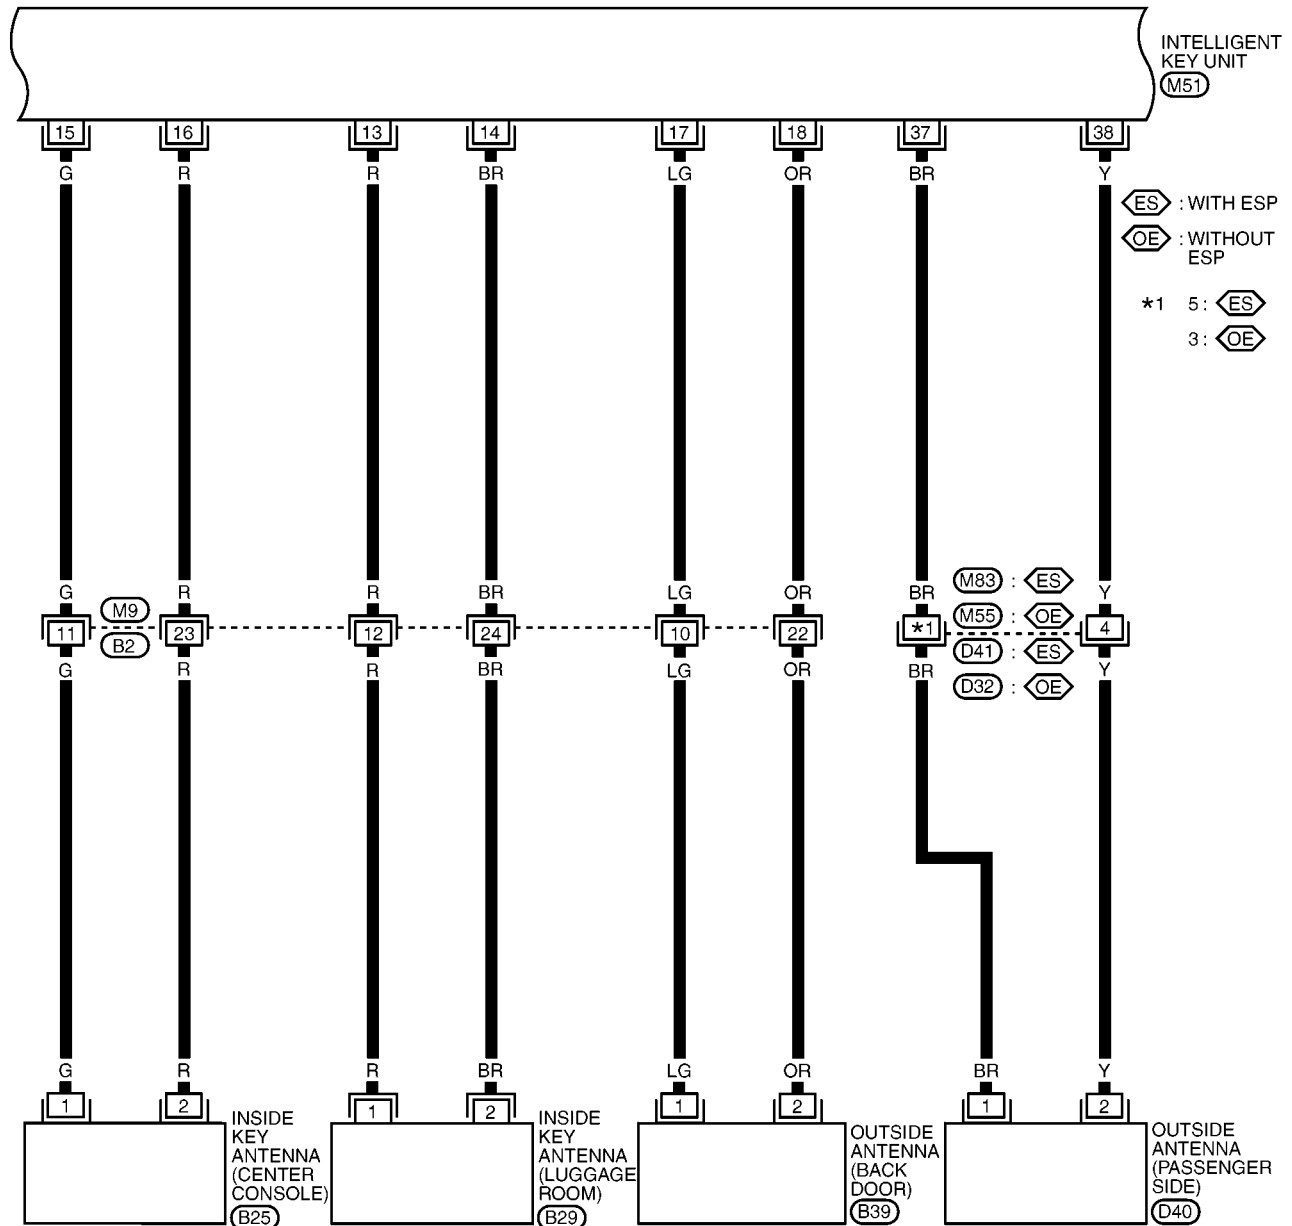 INTELLIGENT
KEY UNIT
M51
15 16 13 14 17 18 37 38
G R R BR LG OR BR Y
ES : WITH ESP
OE : WITHOUT
ESP
*1 5: ES
3: OE
G R R BR LG OR BR Y
M83 : ES
M9
M55 : OE
11 23 12 24 10 22 *1 4
B2
D41 : ES
G R R BR LG OR BR Y
D32 : OE
G R R BR LG OR BR Y
1 2 1 2 1 2 1 2
INSIDE
KEY
ANTENNA
(CENTER
CONSOLE)
B25
INSIDE
KEY
ANTENNA
(LUGGAGE
ROOM)
B29
OUTSIDE
ANTENNA
(BACK
DOOR)
B39
OUTSIDE
ANTENNA
(PASSENGER
SIDE)
D40